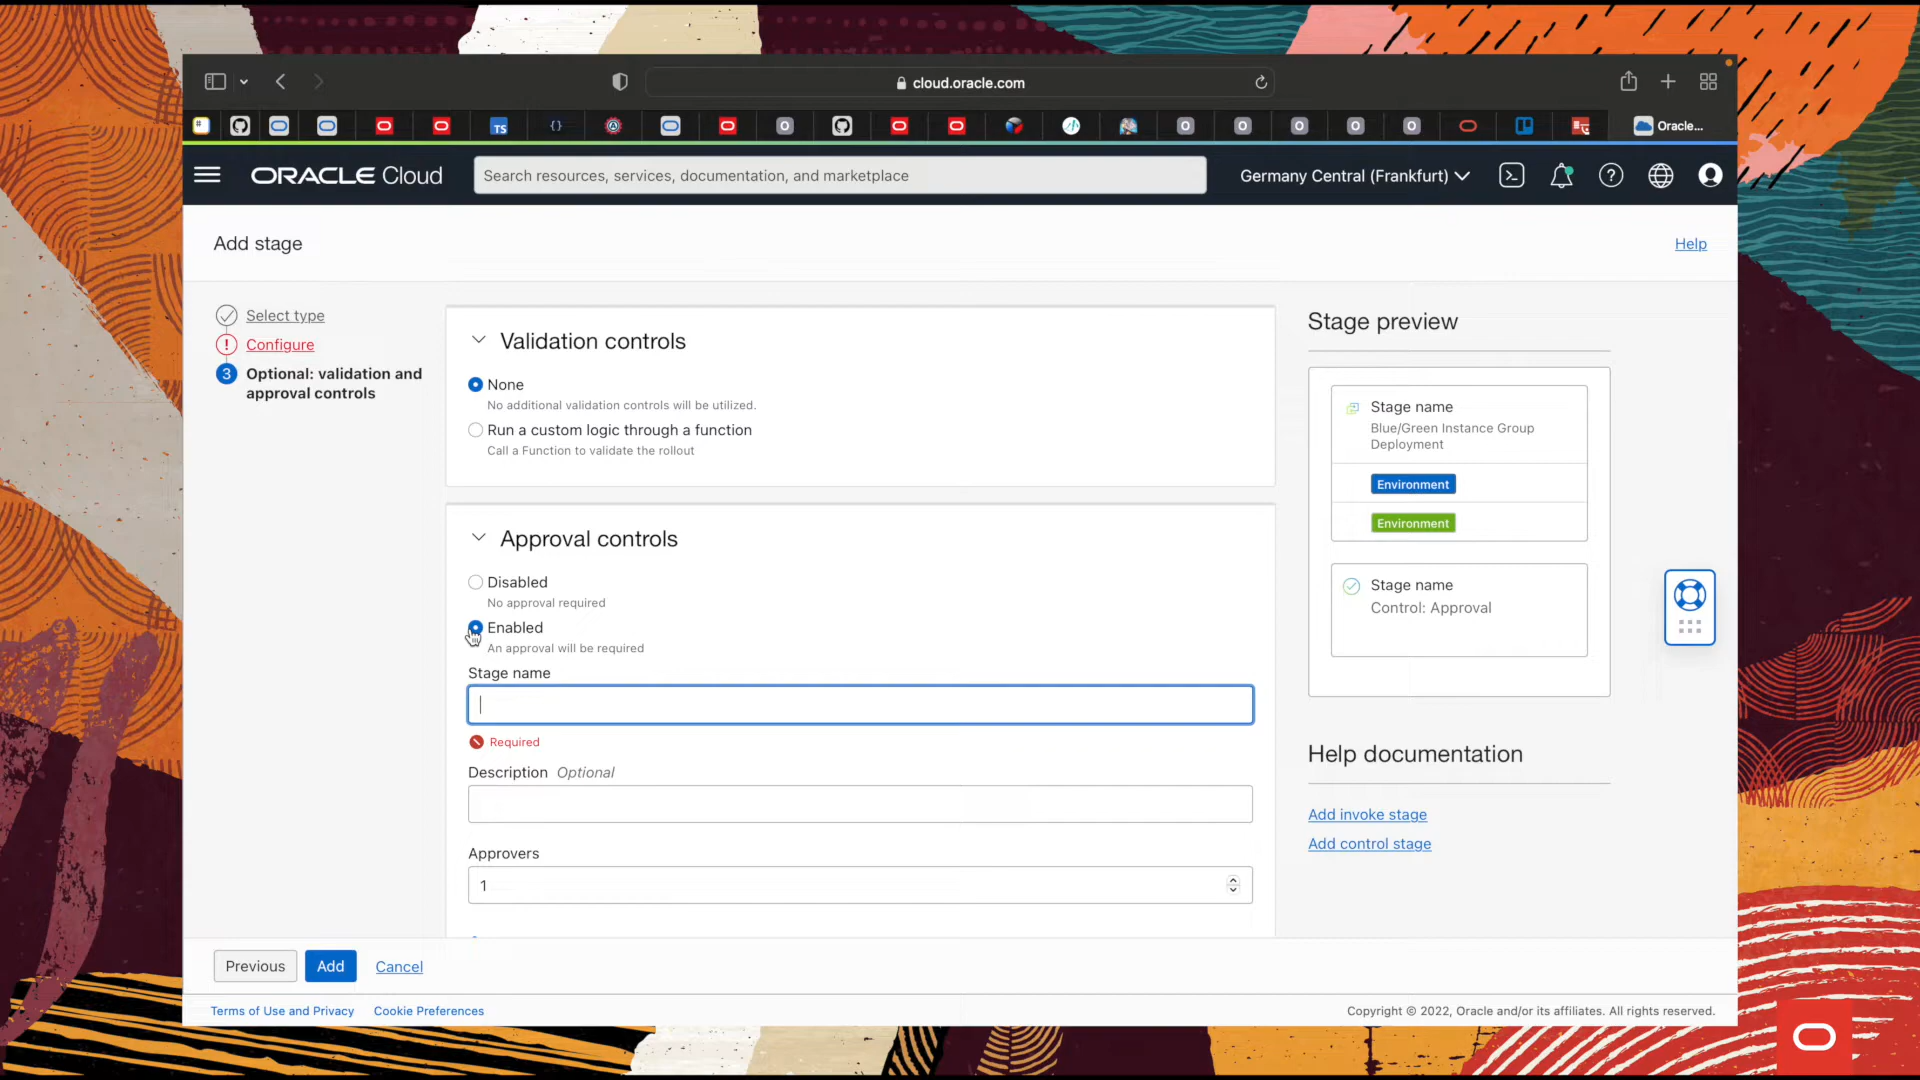 cloud.oracle.com
TS
Oracle...
ORACLE Cloud
Search resources, services, documentation, and marketplace
Germany Central (Frankfurt)
Add stage
Help
Select type
Configure
3
Optional: validation and
approval controls
Validation controls
None
No additional validation controls will be utilized.
Run a custom logic through a function
Call a Function to validate the rollout
Approval controls
Disabled
No approval required
Enabled
An approval will be required
Stage name
Required
Description Optional
Approvers
1
Stage preview
Stage name
Blue/Green Instance Group
Deployment
Environment
Environment
Stage name
Control: Approval
Help documentation
Add invoke stage
Add control stage
Previous
Add
Cancel
Terms of Use and Privacy
Cookie Preferences
Copyright © 2022, Oracle and/or its affiliates. All rights reserved.